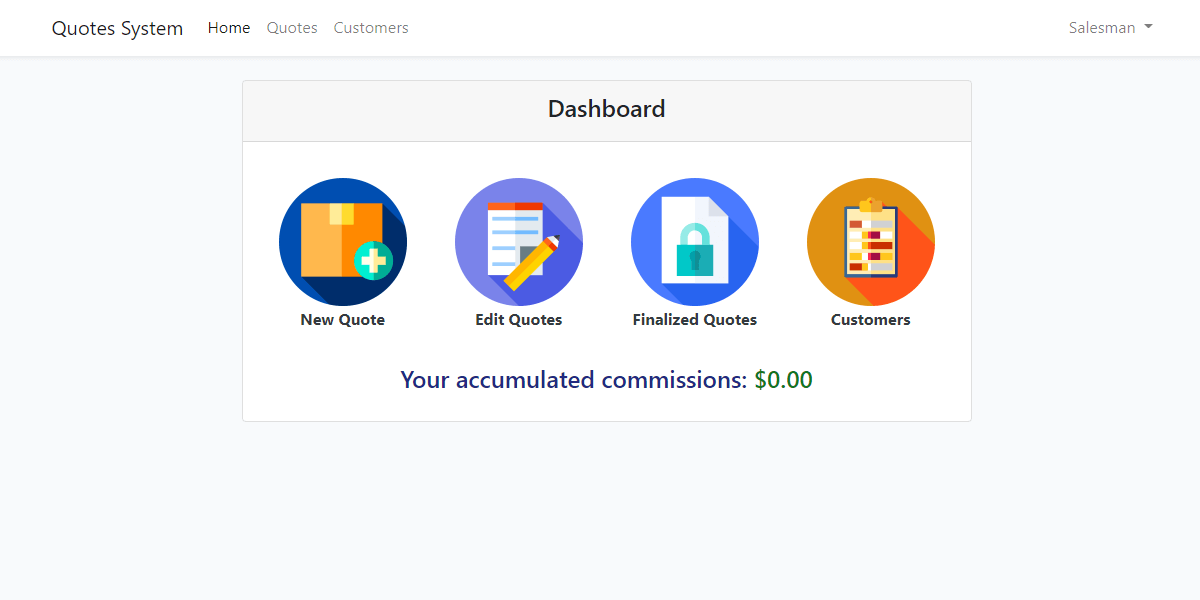 Quotes System Home Quotes Customers Salesman
Dashboard
New Quote Edit Quotes Finalized Quotes Customers
Your accumulated commissions: $0.00